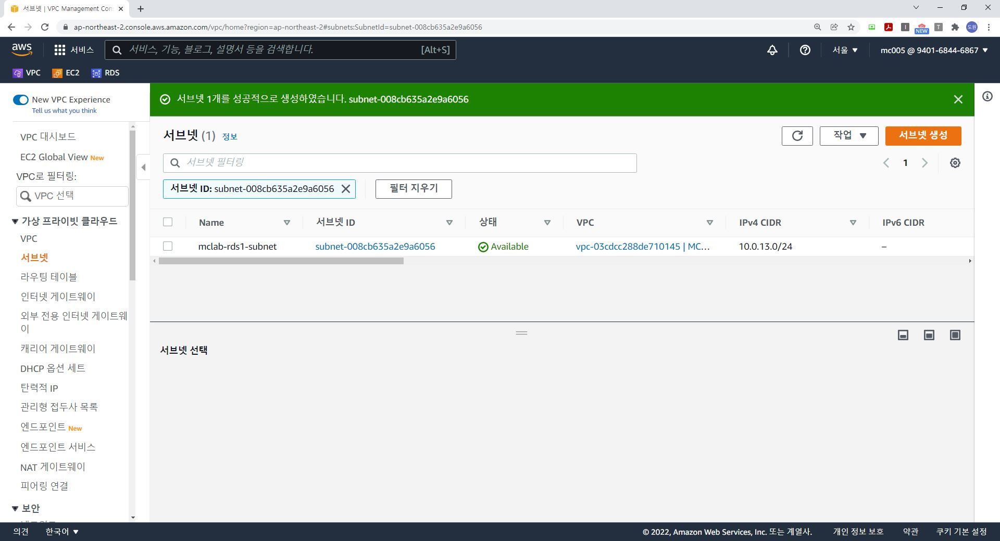 서브넷 | VPC Management Con
ap-northeast-2.console.aws.amazon.com/vpc/home?region=ap-northeast-2#subnets:SubnetId=subnet-008cb635a2e9a6056
NEW
도원
aws
서비스
서비스, 기능, 블로그, 설명서 등을 검색합니다.
[Alt+S]
서울 ▼
mc005 @ 9401-6844-6867 ▼
VPC
EC2
RDS
New VPC Experience
Tell us what you think
VPC 대시보드
EC2 Global View New
VPC로 필터링:
VPC 선택
가상 프라이빗 클라우드
VPC
서브넷
라우팅 테이블
인터넷 게이트웨이
외부 전용 인터넷 게이트웨
이
캐리어 게이트웨이
DHCP 옵션 세트
탄력적 IP
관리형 접두사 목록
엔드포인트 New
엔드포인트 서비스
NAT 게이트웨이
피어링 연결
보안
서브넷 1개를 성공적으로 생성하였습니다. subnet-008cb635a2e9a6056
서브넷 (1) 정보
작업 ▼
서브넷 생성
서브넷 필터링
1
서브넷 ID: subnet-008cb635a2e9a6056
필터 지우기
Name
서브넷 ID
상태
VPC
IPv4 CIDR
IPv6 CIDR
mclab-rds1-subnet
subnet-008cb635a2e9a6056
Available
vpc-03cdcc288de710145 | MC...
10.0.13.0/24
–
서브넷 선택
의견
한국어 ▼
© 2022, Amazon Web Services, Inc. 또는 계열사.
개인 정보 보호
약관
쿠키 기본 설정